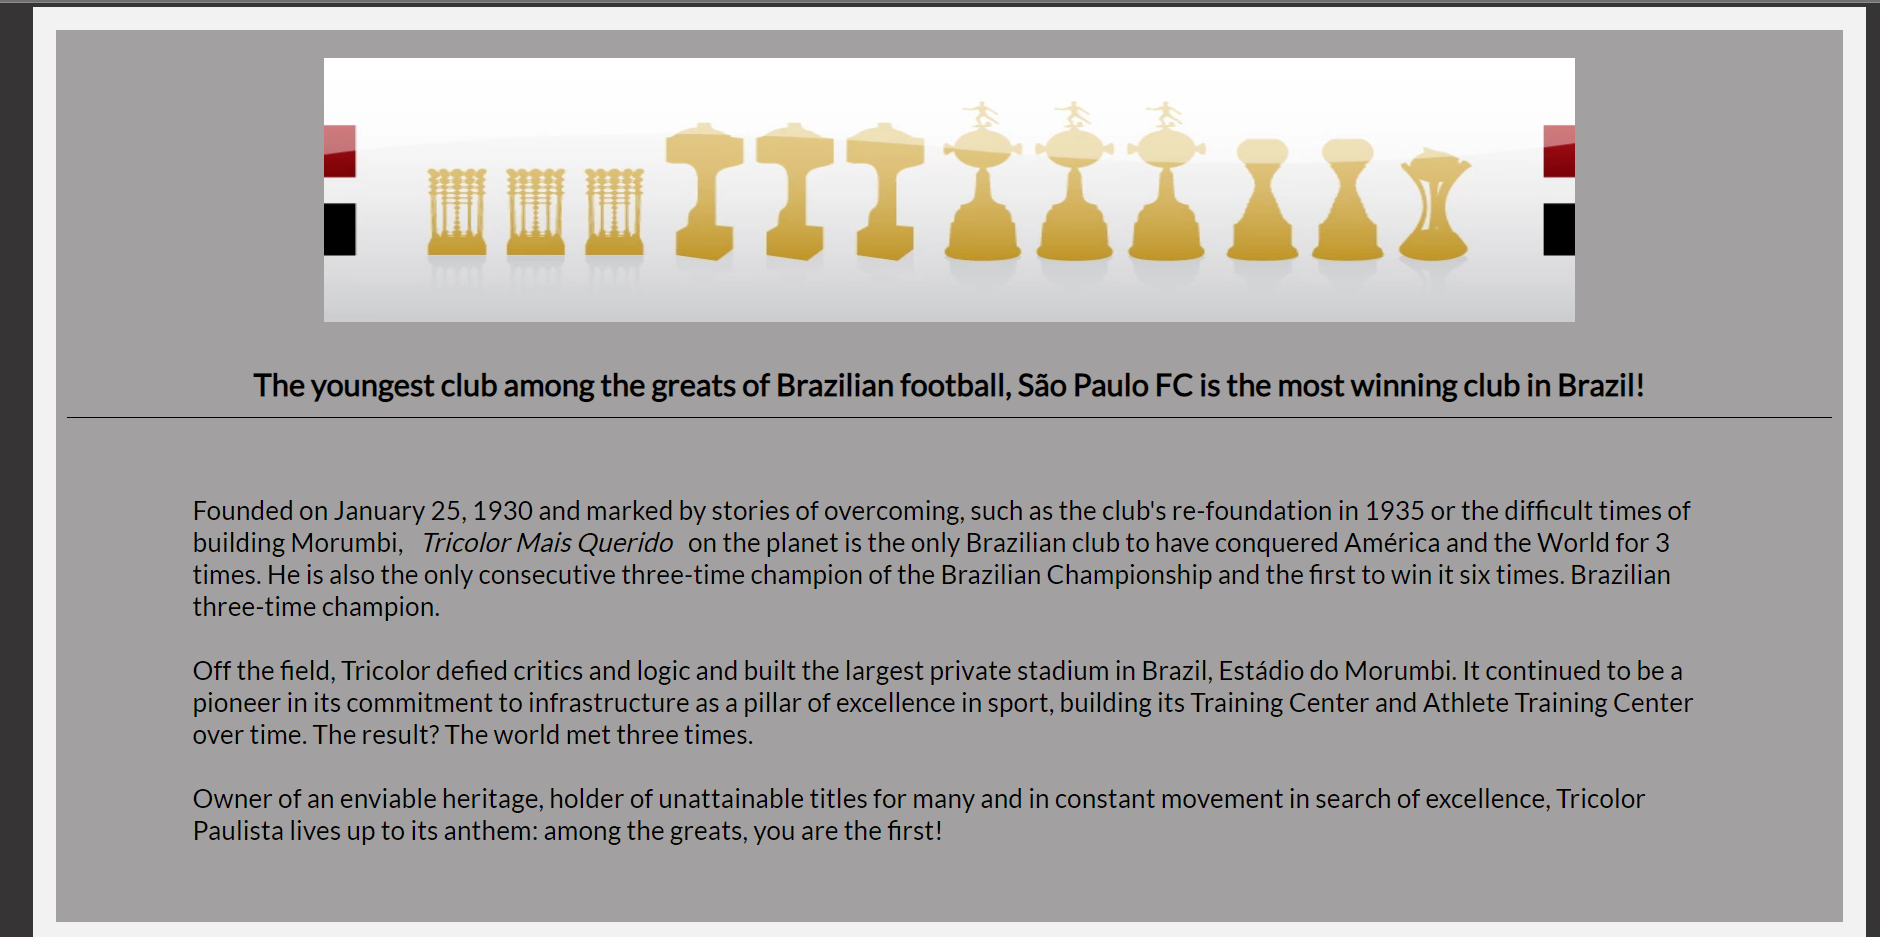 The youngest club among the greats of Brazilian football, São Paulo FC is the most winning club in Brazil!
Founded on January 25, 1930 and marked by stories of overcoming, such as the club's re-foundation in 1935 or the difficult times of
building Morumbi, Tricolor Mais Querido on the planet is the only Brazilian club to have conquered América and the World for 3
times. He is also the only consecutive three-time champion of the Brazilian Championship and the first to win it six times. Brazilian
three-time champion.
Off the field, Tricolor defied critics and logic and built the largest private stadium in Brazil, Estádio do Morumbi. It continued to be a
pioneer in its commitment to infrastructure as a pillar of excellence in sport, building its Training Center and Athlete Training Center
over time. The result? The world met three times.
Owner of an enviable heritage, holder of unattainable titles for many and in constant movement in search of excellence, Tricolor
Paulista lives up to its anthem: among the greats, you are the first!